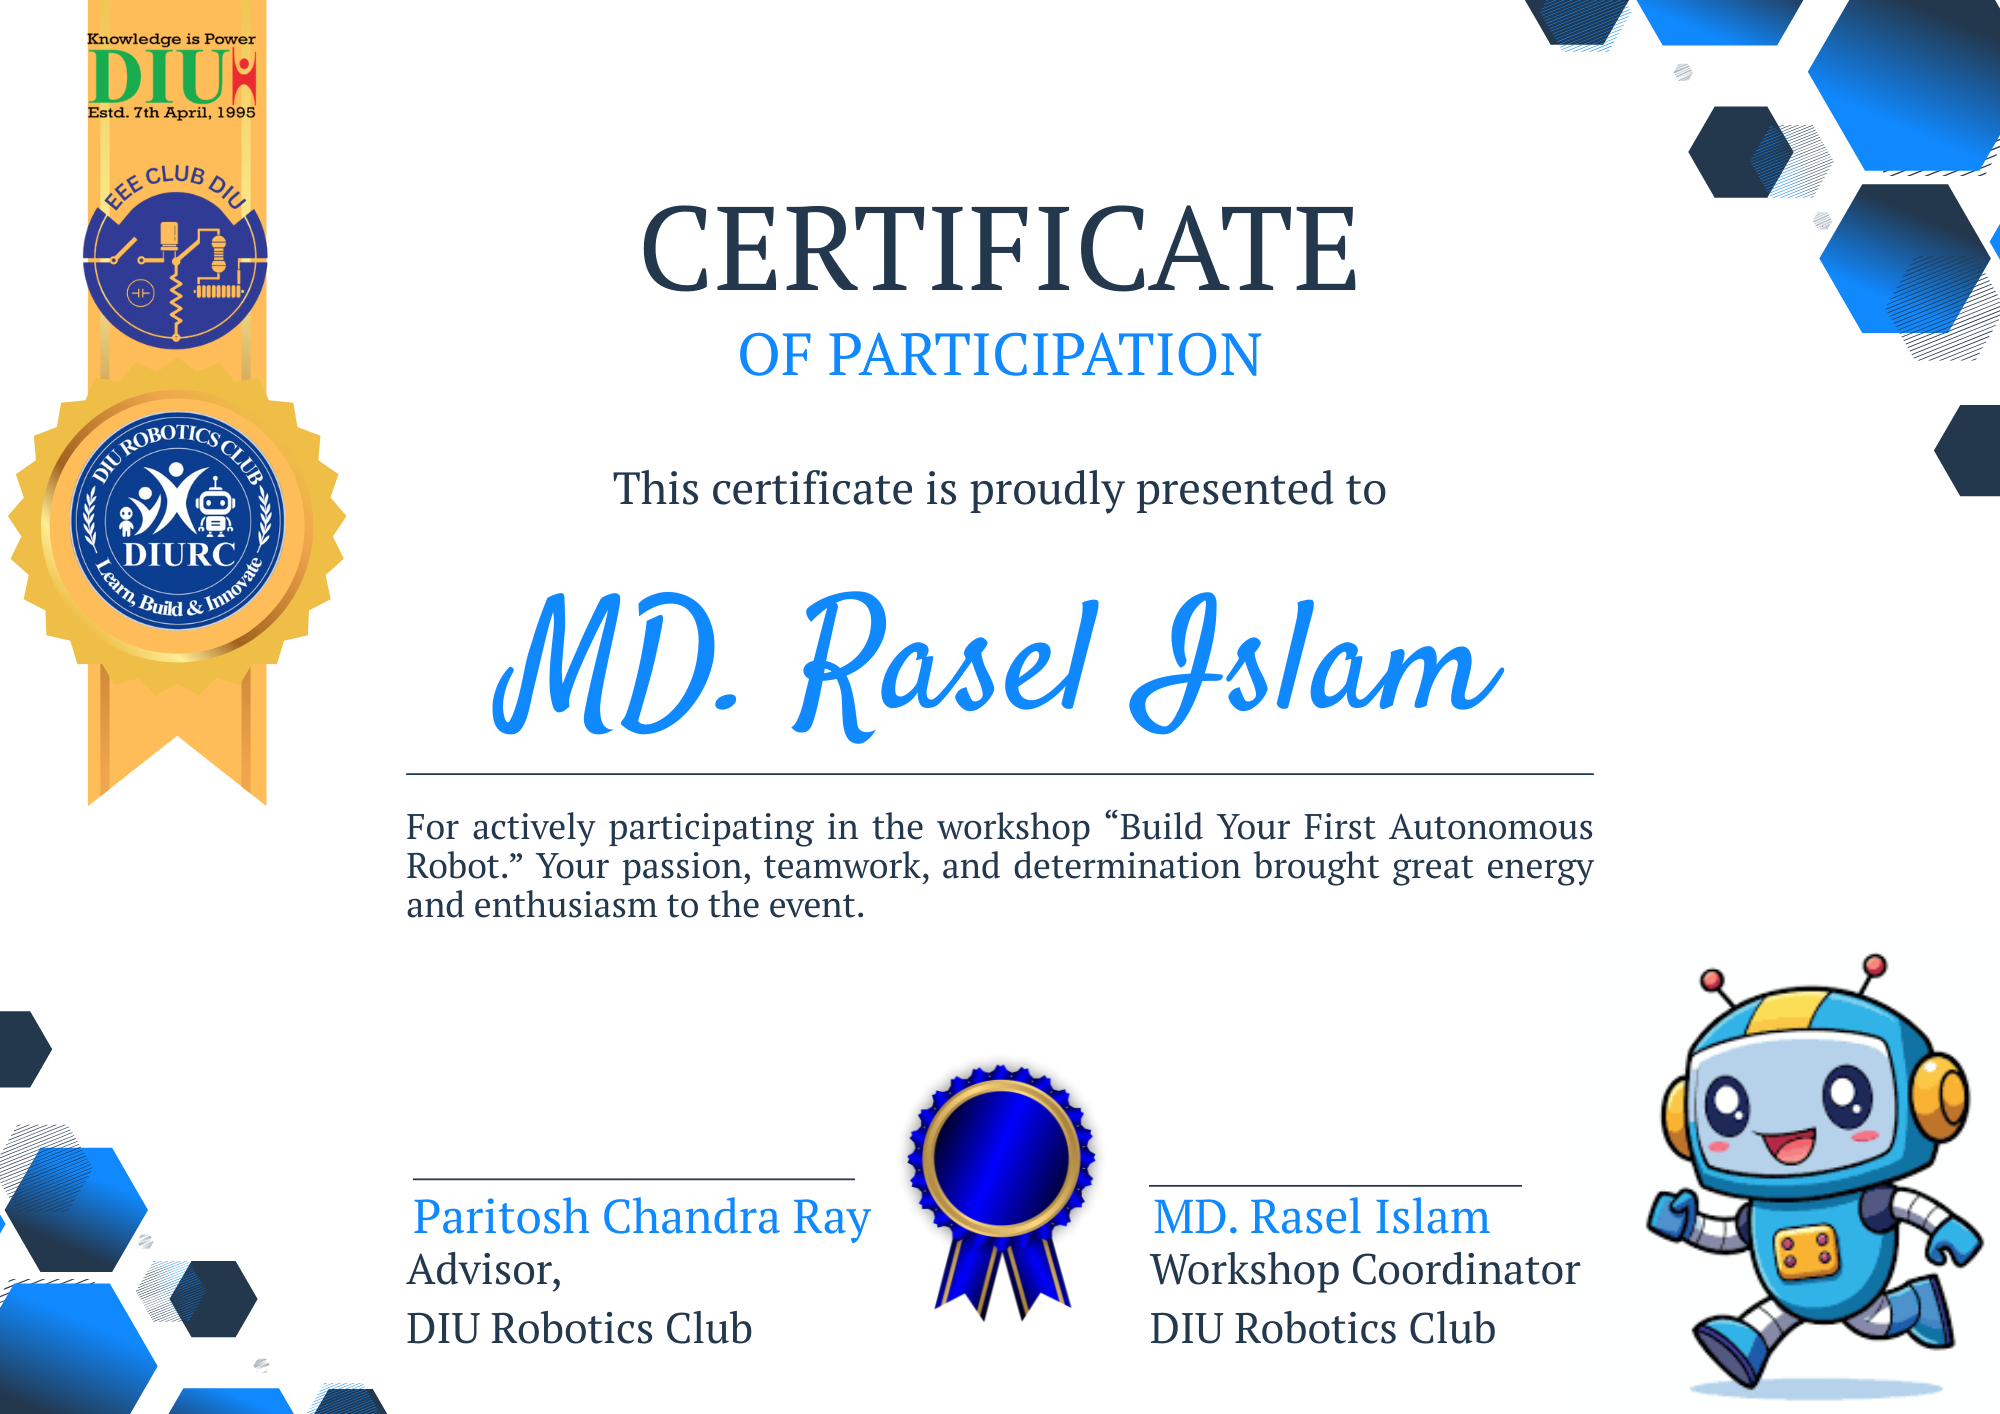 Knowledge is Power
DIU
Estd. 7th April, 1995
EEE CLUB DIU
DIU ROBOTICS CLUB
DIURC
Learn, Build & Innovate
CERTIFICATE
OF PARTICIPATION
This certificate is proudly presented to
MD. Rasel Islam
For actively participating in the workshop “Build Your First Autonomous
Robot.” Your passion, teamwork, and determination brought great energy
and enthusiasm to the event.
Paritosh Chandra Ray
Advisor,
DIU Robotics Club
MD. Rasel Islam
Workshop Coordinator
DIU Robotics Club